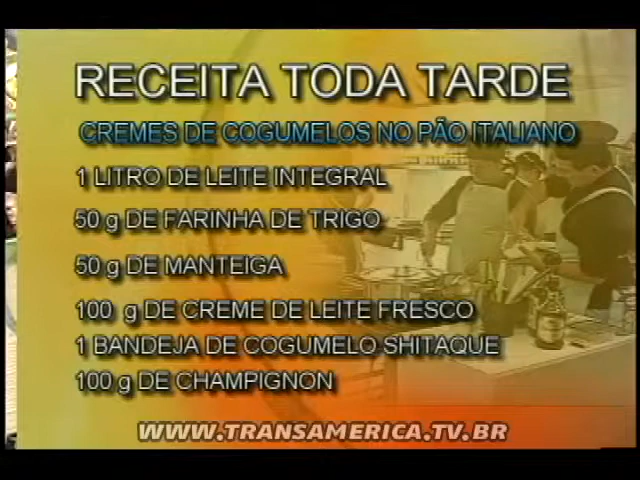 RECEITA TODA TARDE
CREMES DE COGUMELOS NO PÃO ITALIANO
1 LITRO DE LEITE INTEGRAL
50 g DE FARINHA DE TRIGO
50 g DE MANTEIGA
100 g DE CREME DE LEITE FRESCO
1 BANDEJA DE COGUMELO SHITAQUE
100 g DE CHAMPIGNON
WWW.TRANSAMERICA.TV.BR